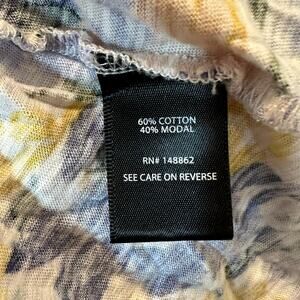 60% COTTON
40% MODAL
RN# 148862
SEE CARE ON REVERSE